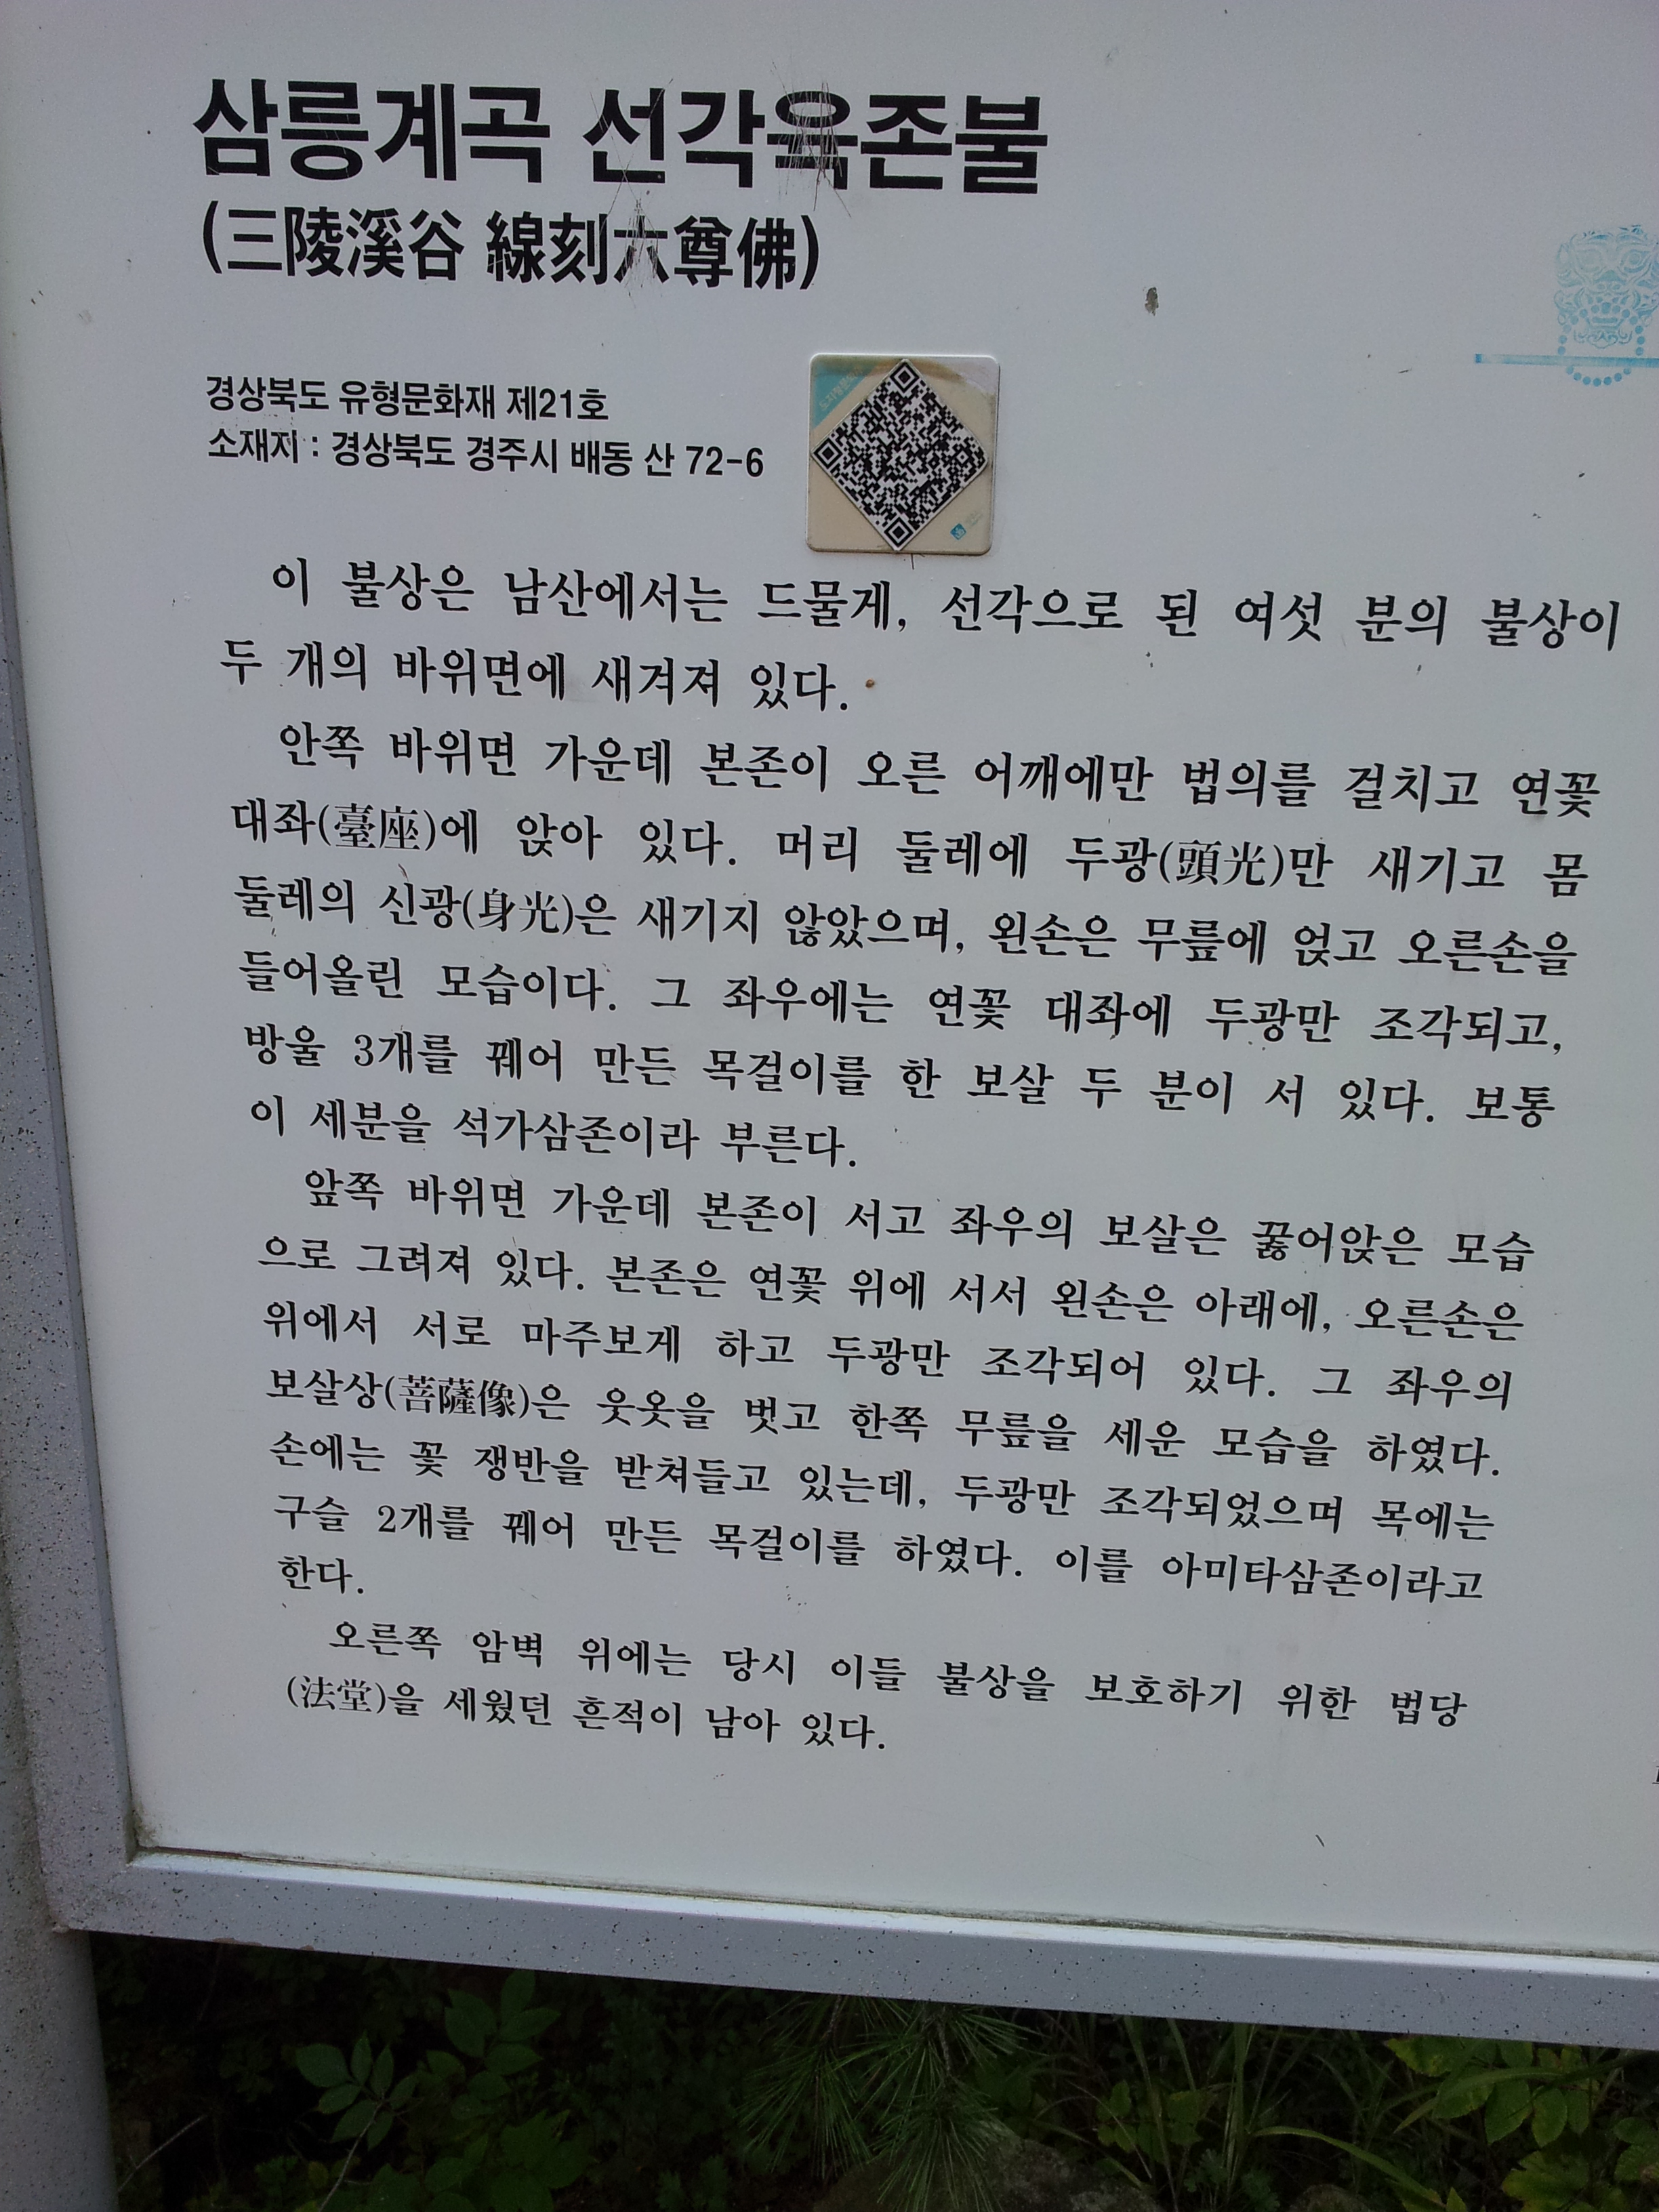 삼릉계곡 선각육존불
(三陵溪谷 線刻六尊佛)
경상북도 유형문화재 제21호
소재지 : 경상북도 경주시 배동 산 72-6
이 불상은 남산에서는 드물게, 선각으로 된 여섯 분의 불상이
두 개의 바위면에 새겨져 있다.
안쪽 바위면 가운데 본존이 오른 어깨에만 법의를 걸치고 연꽃
대좌(臺座)에 앉아 있다. 머리 둘레에 두광(頭光)만 새기고 몸
둘레의 신광(身光)은 새기지 않았으며, 왼손은 무릎에 얹고 오른손을
들어올린 모습이다. 그 좌우에는 연꽃 대좌에 두광만 조각되고,
방울 3개를 꿰어 만든 목걸이를 한 보살 두 분이 서 있다. 보통
이 세분을 석가삼존이라 부른다.
앞쪽 바위면 가운데 본존이 서고 좌우의 보살은 꿇어앉은 모습
으로 그려져 있다. 본존은 연꽃 위에 서서 왼손은 아래에, 오른손은
위에서 서로 마주보게 하고 두광만 조각되어 있다. 그 좌우의
보살상(菩薩像)은 웃옷을 벗고 한쪽 무릎을 세운 모습을 하였다.
손에는 꽃 쟁반을 받쳐들고 있는데, 두광만 조각되었으며 목에는
구슬 2개를 꿰어 만든 목걸이를 하였다. 이를 아미타삼존이라고
한다.
오른쪽 암벽 위에는 당시 이들 불상을 보호하기 위한 법당
(法堂)을 세웠던 흔적이 남아 있다.